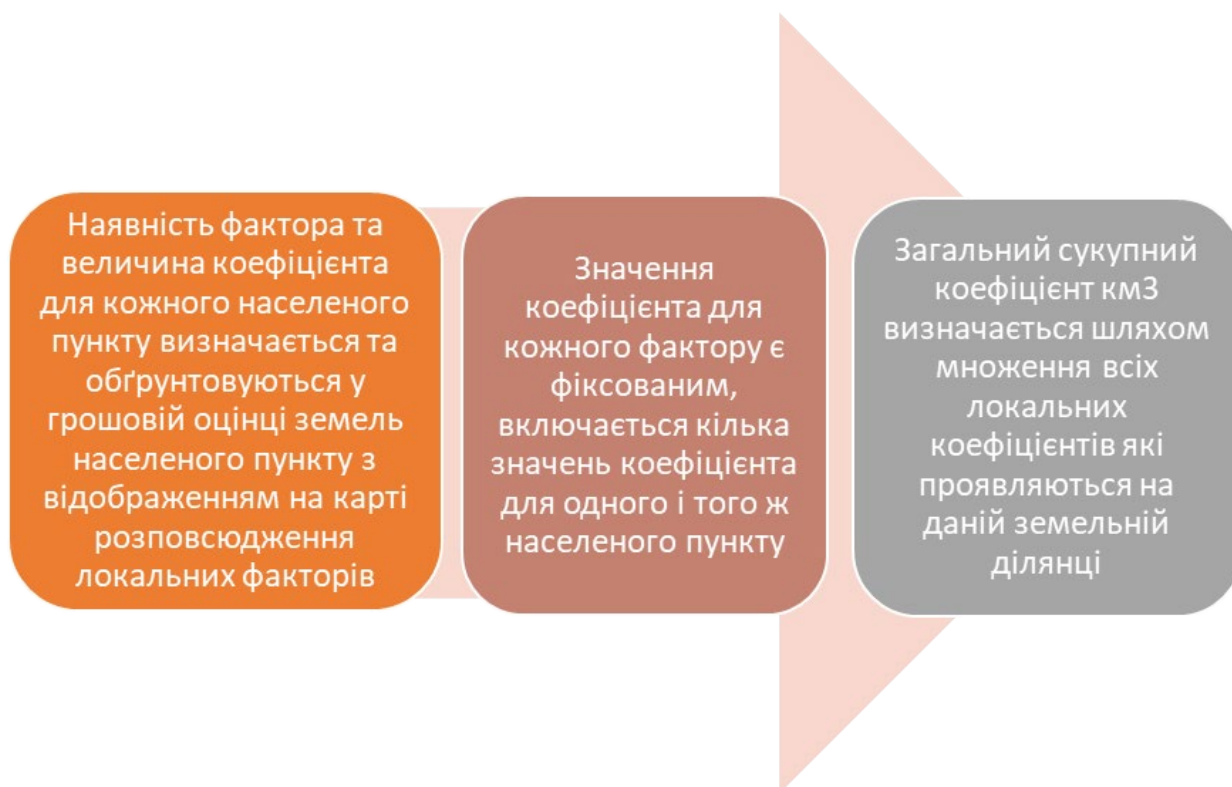 Наявність фактора та
величина коефіцієнта
для кожного населеного
пункту визначається та
обґрунтовуються у
грошовій оцінці земель
населеного пункту з
відображенням на карті
розповсюдження
локальних факторів
Значення
коефіцієнта для
кожного фактору є
фіксованим,
включається кілька
значень коефіцієнта
для одного і того ж
населеного пункту
Загальний сукупний
коефіцієнт км3
визначається шляхом
множення всіх
локальних
коефіцієнтів які
проявляються на
даній земельній
ділянці